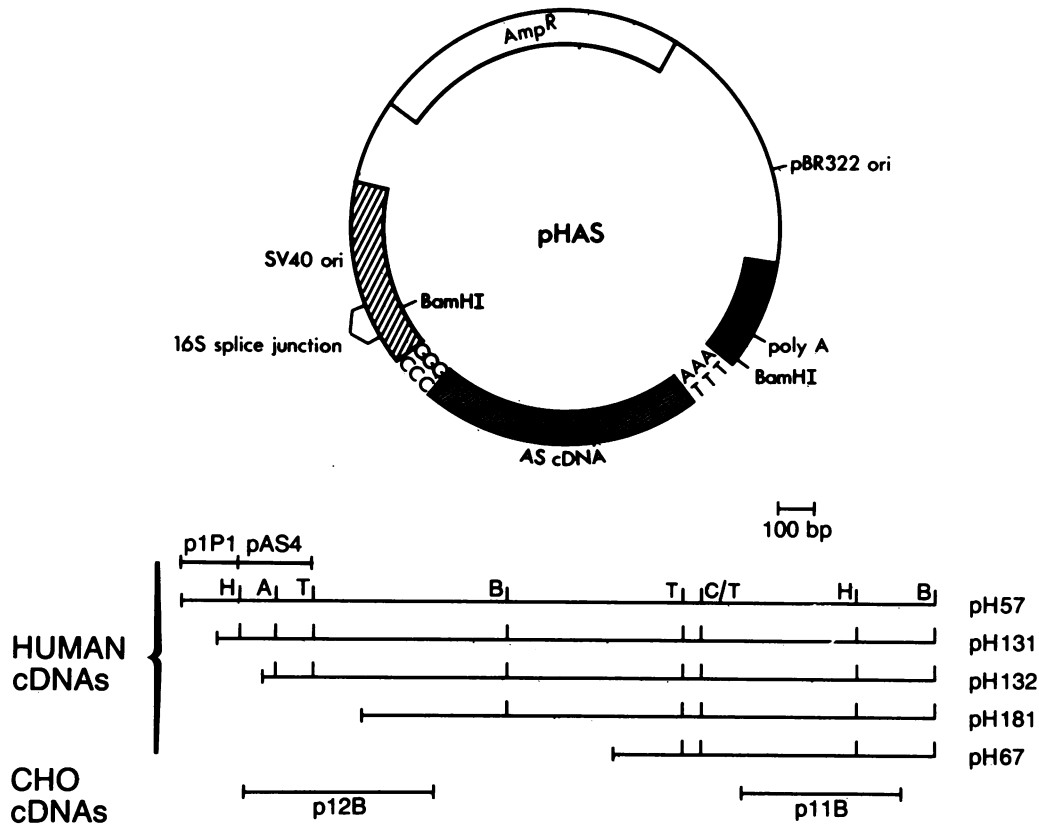 AmpR
pBR322 ori
pHAS
SV40 ori
BamHI
16S splice junction
poly A
BamHI
GGG
CCC
AAA
TTT
AS cDNA
100 bp
p1P1 pAS4
H A T B T C/T H B pH57
pH131
HUMAN
cDNAs
pH132
pH181
pH67
CHO
cDNAs
p12B
p11B